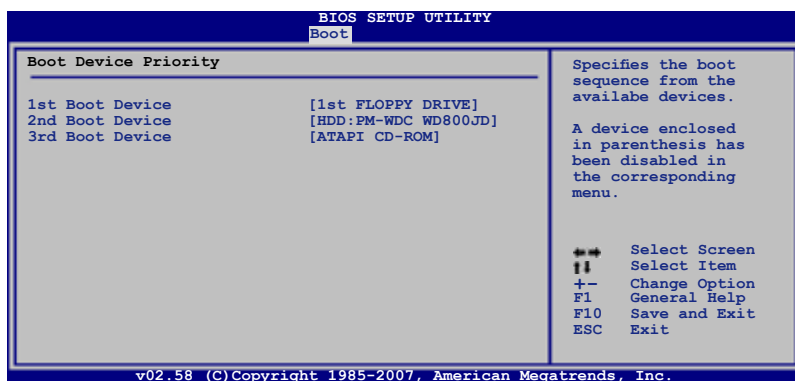 BIOS SETUP UTILITY
Boot
Boot Device Priority
1st Boot Device [1st FLOPPY DRIVE]
2nd Boot Device [HDD:PM-WDC WD800JD]
3rd Boot Device [ATAPI CD-ROM]
Specifies the boot
sequence from the
availabe devices.
A device enclosed
in parenthesis has
been disabled in
the corresponding
menu.
Select Screen
Select Item
+- Change Option
F1 General Help
F10 Save and Exit
ESC Exit
v02.58 (C)Copyright 1985-2007, American Megatrends, Inc.